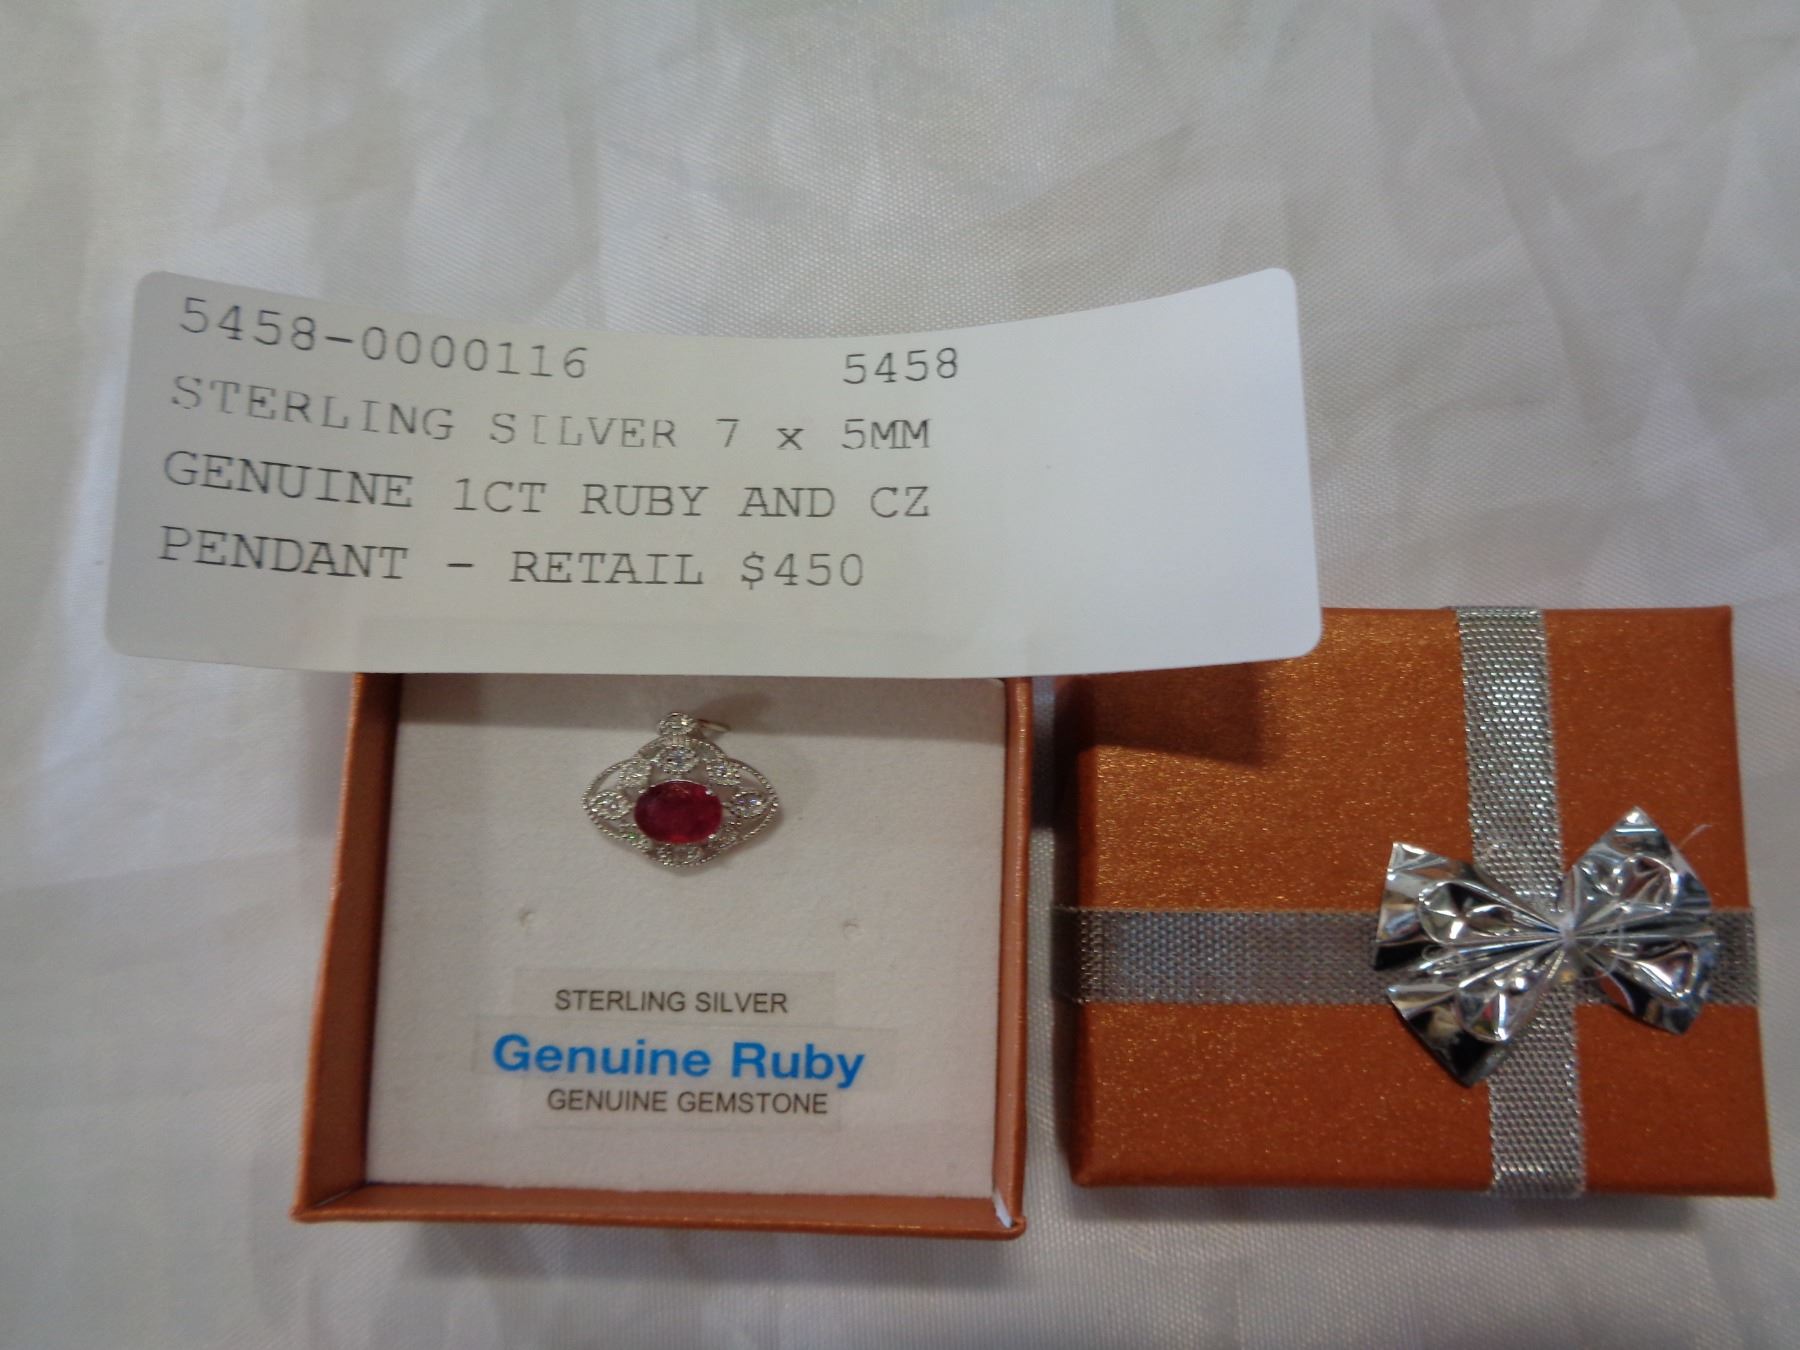 5458-0000116 5458
STERLING SILVER 7 x 5MM
GENUINE 1CT RUBY AND CZ
PENDANT - RETAIL $450
STERLING SILVER
Genuine Ruby
GENUINE GEMSTONE